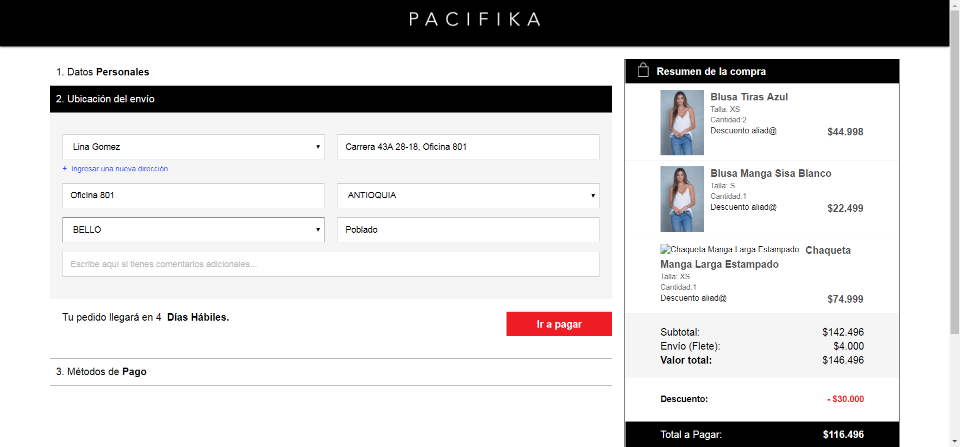 PACIFIKA
1. Datos Personales
2. Ubicación del envío
Lina Gomez
Carrera 43A 28-18, Oficina 801
+ Ingresar una nueva dirección
Oficina 801
ANTIOQUIA
BELLO
Poblado
Escribe aquí si tienes comentarios adicionales...
Tu pedido llegará en 4 Días Hábiles.
Ir a pagar
3. Métodos de Pago
Resumen de la compra
Blusa Tiras Azul
Talla: XS
Cantidad:2
Descuento aliad@
$44.998
Blusa Manga Sisa Blanco
Talla: S
Cantidad:1
Descuento aliad@
$22.499
Chaqueta Manga Larga Estampado Chaqueta
Manga Larga Estampado
Talla: XS
Cantidad:1
Descuento aliad@
$74.999
Subtotal: $142.496
Envío (Flete): $4.000
Valor total: $146.496
Descuento: - $30.000
Total a Pagar: $116.496